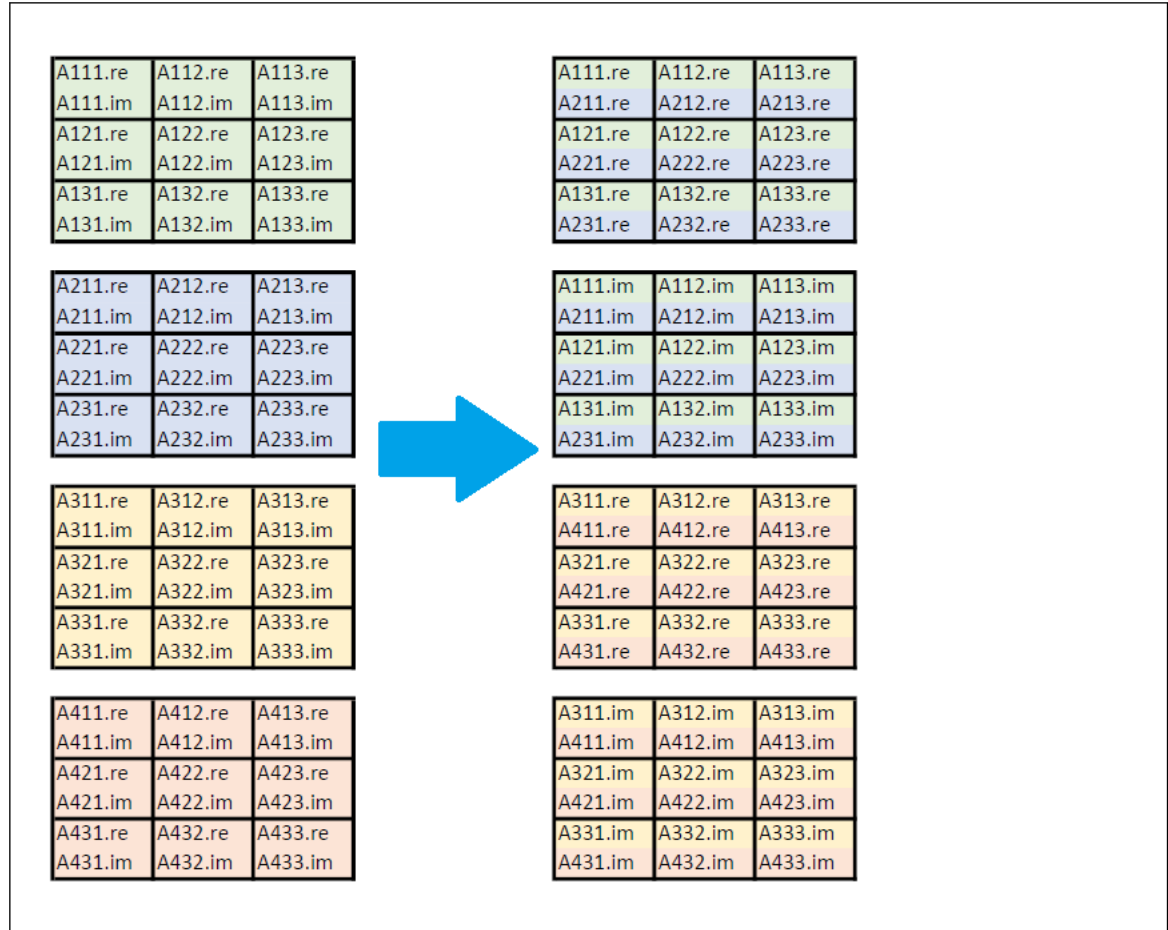 A111.re A112.re A113.re
A111.im A112.im A113.im
A121.re A122.re A123.re
A121.im A122.im A123.im
A131.re A132.re A133.re
A131.im A132.im A133.im
A211.re A212.re A213.re
A211.im A212.im A213.im
A221.re A222.re A223.re
A221.im A222.im A223.im
A231.re A232.re A233.re
A231.im A232.im A233.im
A311.re A312.re A313.re
A311.im A312.im A313.im
A321.re A322.re A323.re
A321.im A322.im A323.im
A331.re A332.re A333.re
A331.im A332.im A333.im
A411.re A412.re A413.re
A411.im A412.im A413.im
A421.re A422.re A423.re
A421.im A422.im A423.im
A431.re A432.re A433.re
A431.im A432.im A433.im
A111.re A112.re A113.re
A211.re A212.re A213.re
A121.re A122.re A123.re
A221.re A222.re A223.re
A131.re A132.re A133.re
A231.re A232.re A233.re
A111.im A112.im A113.im
A211.im A212.im A213.im
A121.im A122.im A123.im
A221.im A222.im A223.im
A131.im A132.im A133.im
A231.im A232.im A233.im
A311.re A312.re A313.re
A411.re A412.re A413.re
A321.re A322.re A323.re
A421.re A422.re A423.re
A331.re A332.re A333.re
A431.re A432.re A433.re
A311.im A312.im A313.im
A411.im A412.im A413.im
A321.im A322.im A323.im
A421.im A422.im A423.im
A331.im A332.im A333.im
A431.im A432.im A433.im